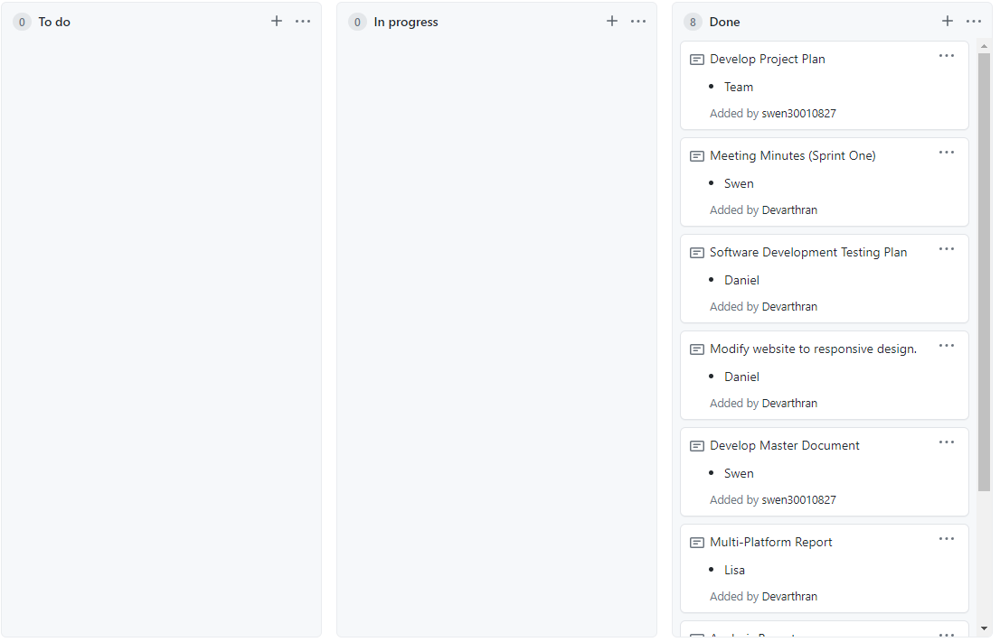 0 To do
0 In progress
8 Done
Develop Project Plan
• Team
Added by swen30010827
Meeting Minutes (Sprint One)
• Swen
Added by Devarthran
Software Development Testing Plan
• Daniel
Added by Devarthran
Modify website to responsive design.
• Daniel
Added by Devarthran
Develop Master Document
• Swen
Added by swen30010827
Multi-Platform Report
• Lisa
Added by Devarthran